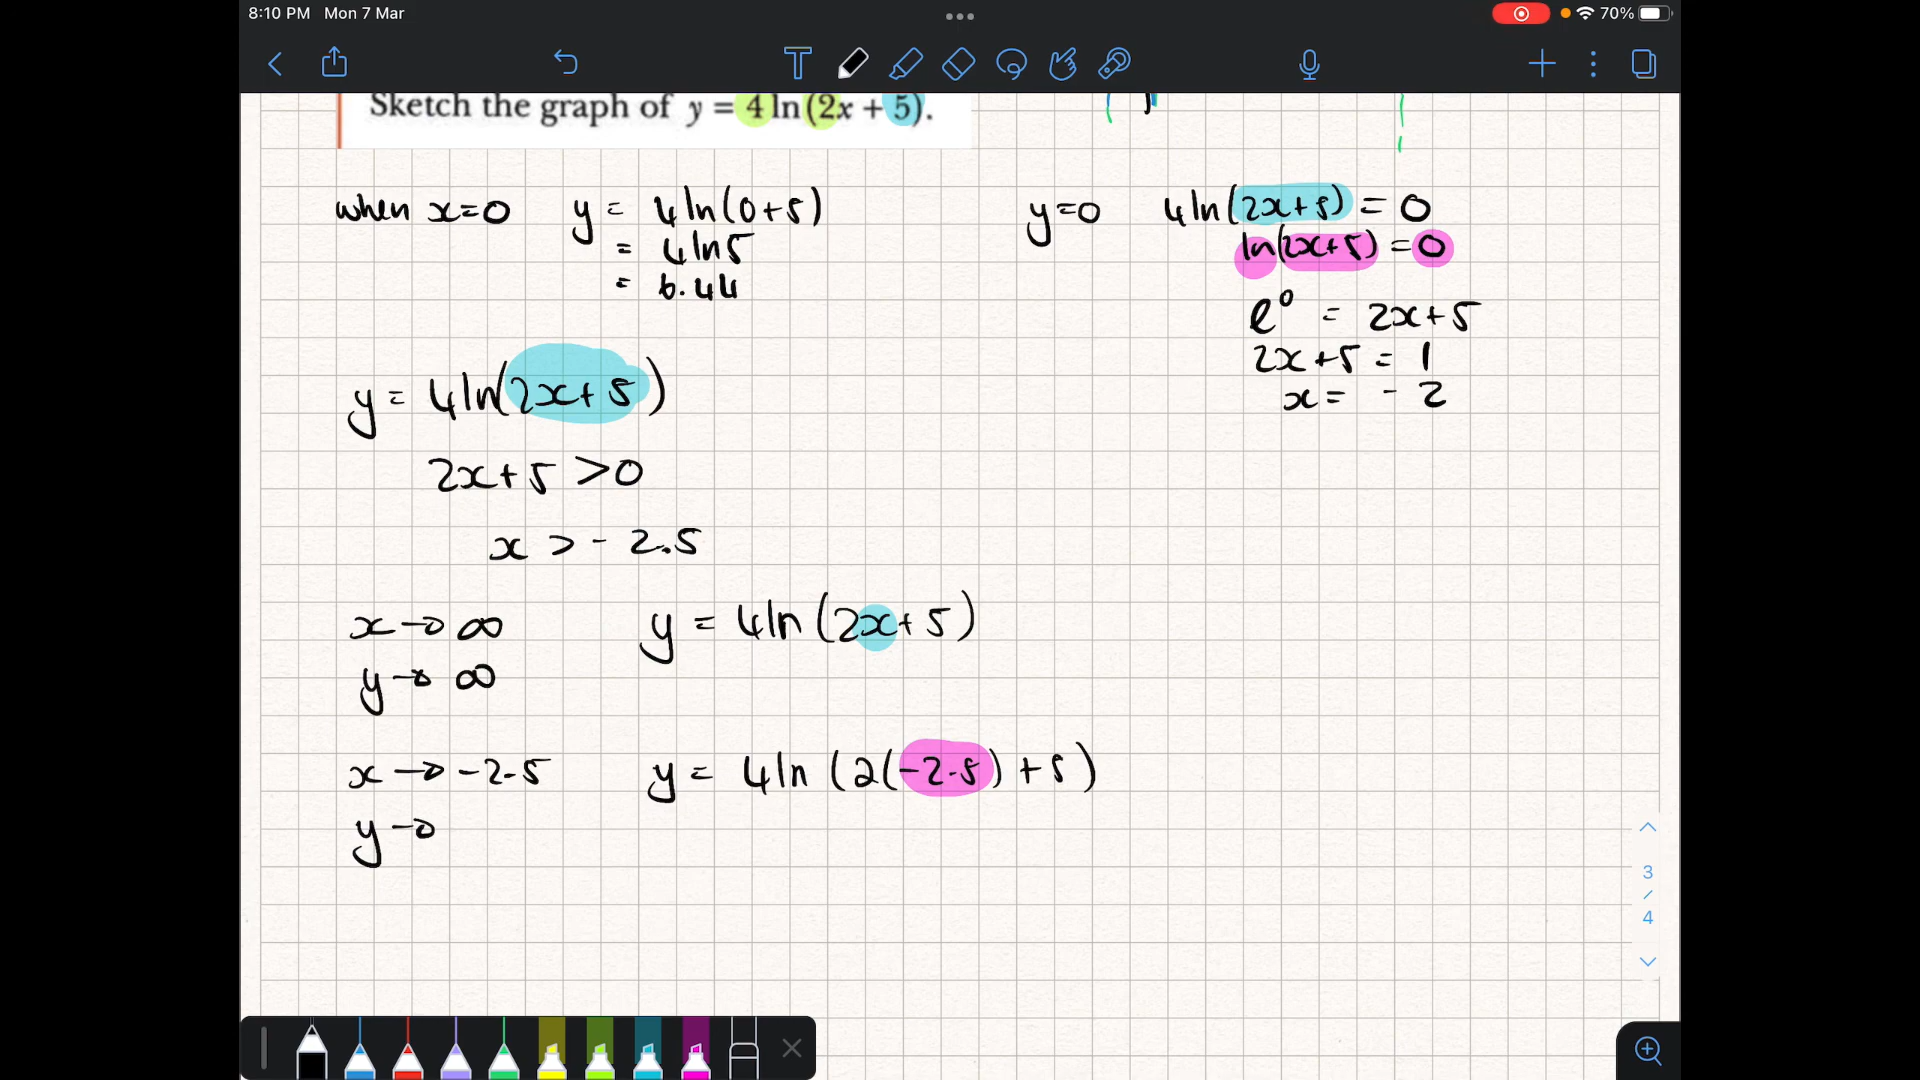 8:10 PM Mon 7 Mar
70%
Sketch the graph of y = 4 ln(2x + 5).
when x=0 y = 4ln(0+5)
= 4ln5
= 6.44
y=0 4ln(2x+5) = 0
ln(2x+5) = 0
e⁰ = 2x+5
2x+5 = 1
x = -2
y = 4ln(2x+5)
2x+5 >0
x > - 2.5
x → ∞ y = 4ln(2x+5)
y → ∞
x → -2.5 y = 4ln (2(-2.5) +5)
y →
3
/
4